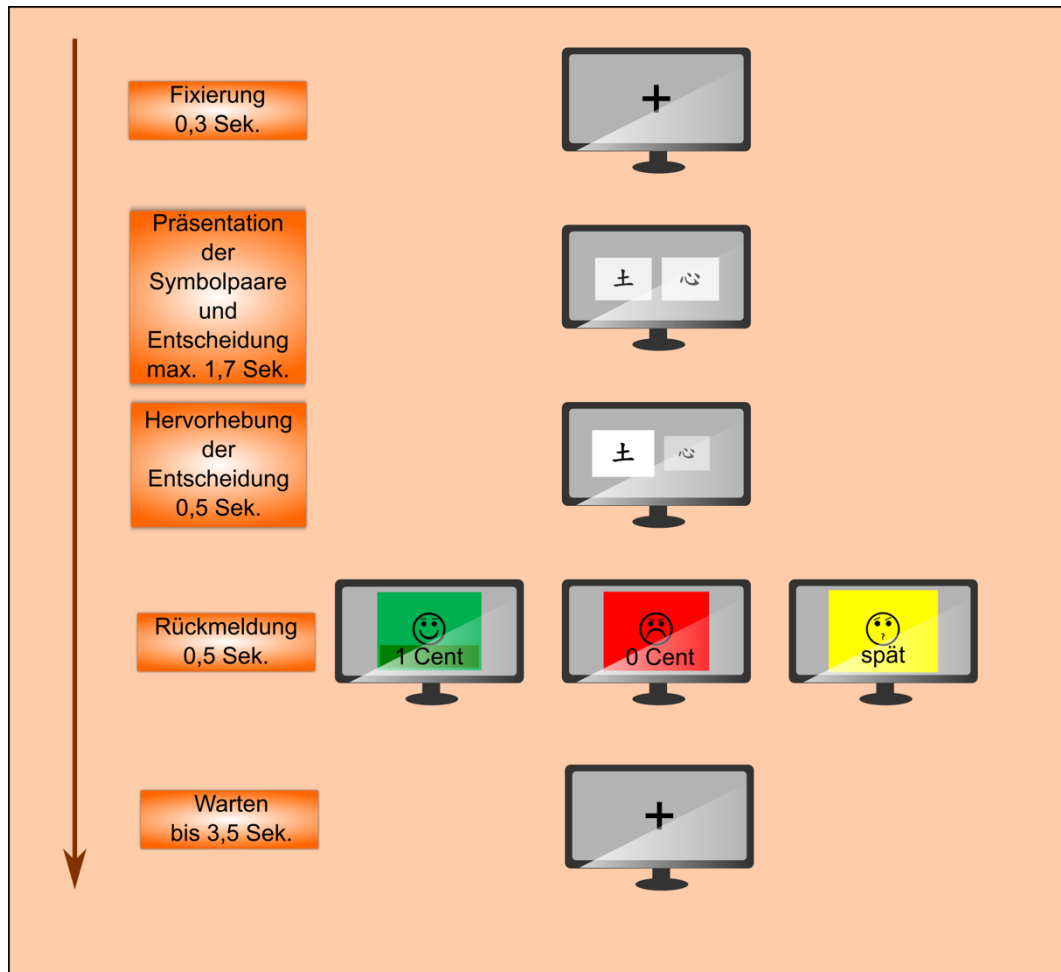 Fixierung
0,3 Sek.
+
Präsentation
der
Symbolpaare
und
Entscheidung
max. 1,7 Sek.
土 心
Hervorhebung
der
Entscheidung
0,5 Sek.
土 心
Rückmeldung
0,5 Sek.
1 Cent
0 Cent
?
spät
Warten
bis 3,5 Sek.
+